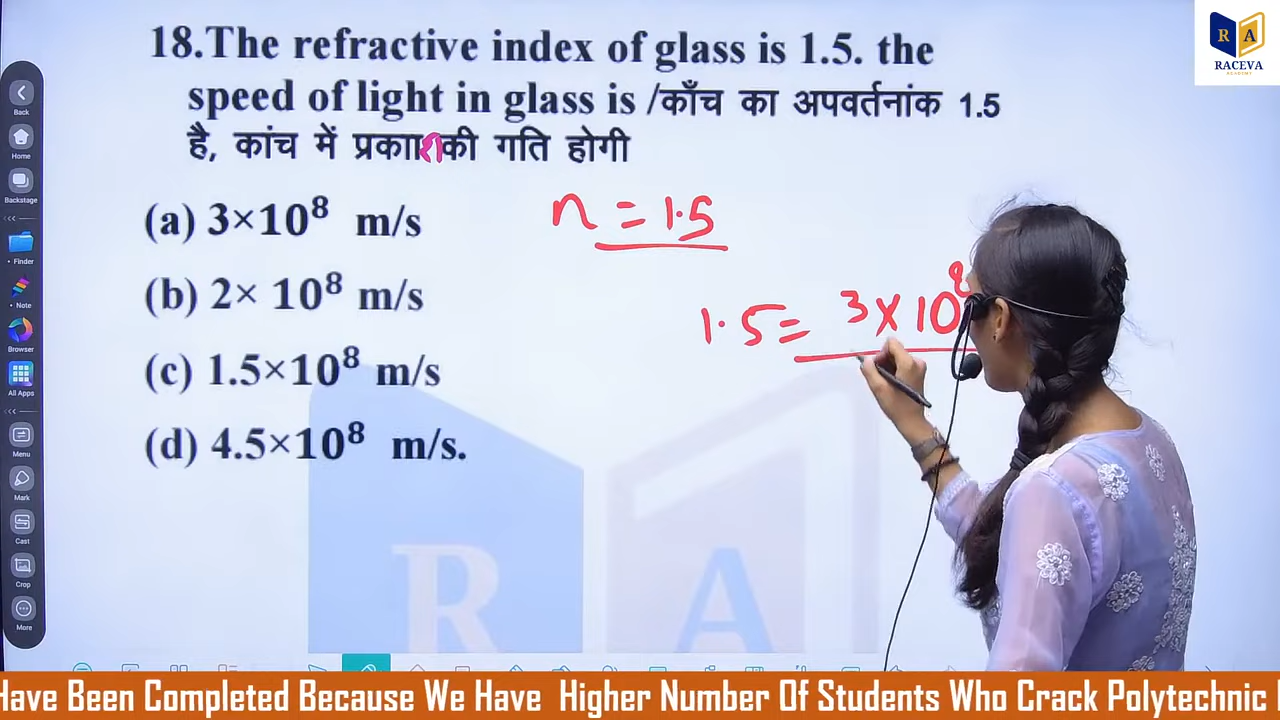 18.The refractive index of glass is 1.5. the
speed of light in glass is /काँच का अपवर्तनांक 1.5
है, कांच में प्रकाश की गति होगी
(a) 3×10⁸ m/s
(b) 2× 10⁸ m/s
(c) 1.5×10⁸ m/s
(d) 4.5×10⁸ m/s.
n = 1.5
1.5 = 3×10⁸
R A
RACEVA
ACADEMY
Back
Home
Backstage
Finder
Note
Browser
All Apps
Menu
Mark
Cast
Crop
More
R A
Have Been Completed Because We Have Higher Number Of Students Who Crack Polytechnic